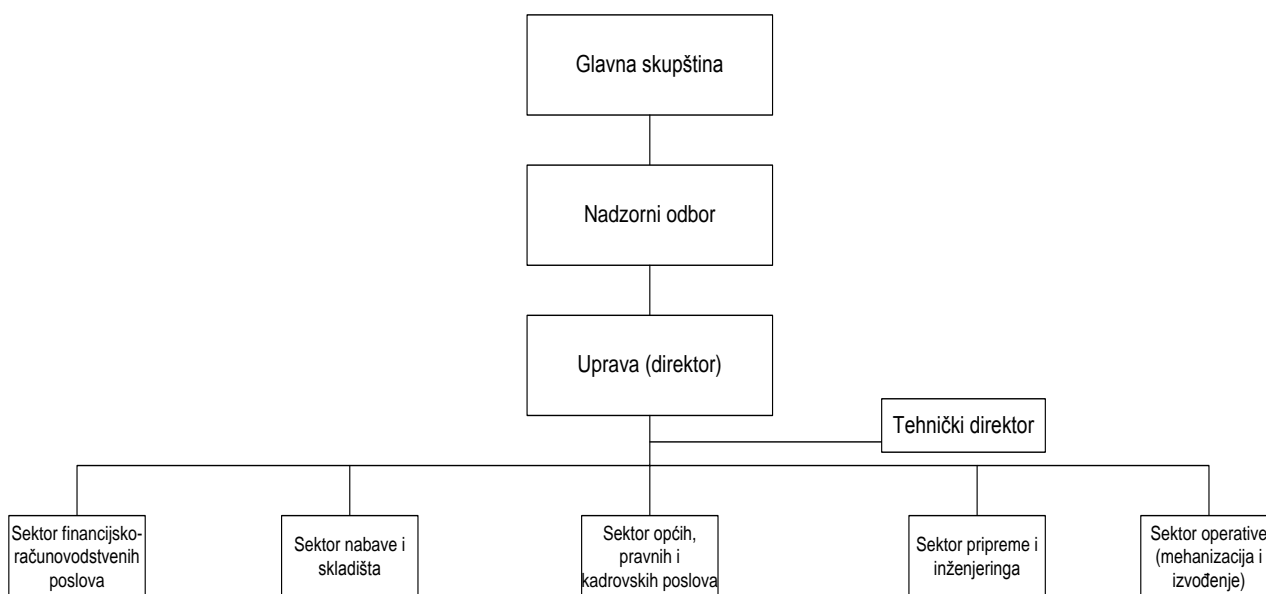 Glavna skupština
Nadzorni odbor
Uprava (direktor)
Tehnički direktor
Sektor financijsko-
računovodstvenih
poslova
Sektor nabave i
skladišta
Sektor općih,
pravnih i
kadrovskih poslova
Sektor pripreme i
inženjeringa
Sektor operative
(mehanizacija i
izvođenje)